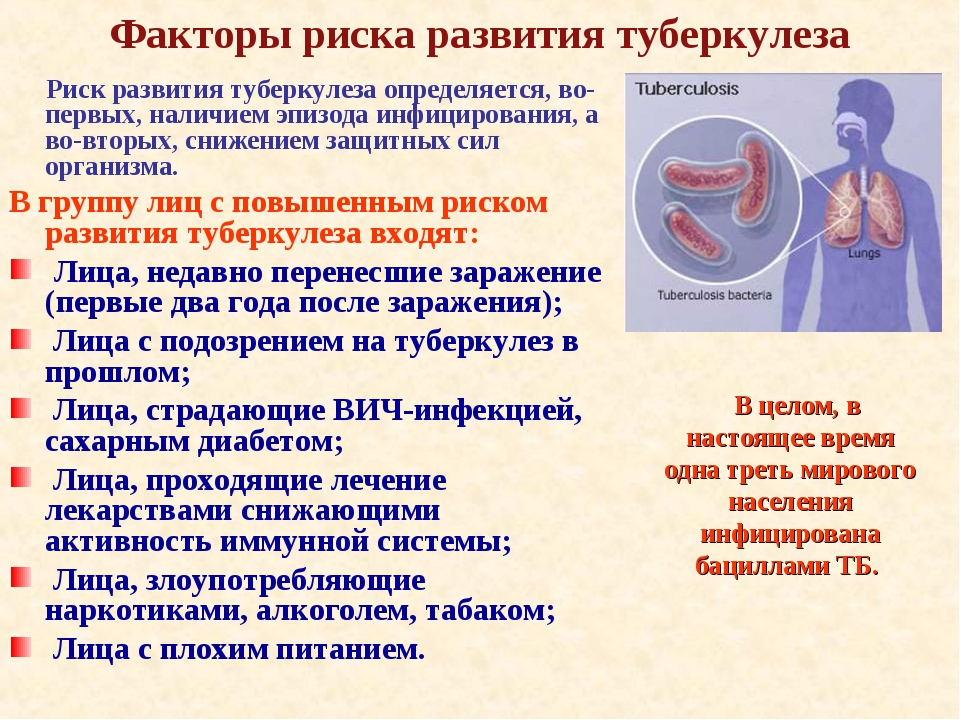 Факторы риска развития туберкулеза
Риск развития туберкулеза определяется, во-
первых, наличием эпизода инфицирования, а
во-вторых, снижением защитных сил
организма.
В группу лиц с повышенным риском
развития туберкулеза входят:
Лица, недавно перенесшие заражение
(первые два года после заражения);
Лица с подозрением на туберкулез в
прошлом;
Лица, страдающие ВИЧ-инфекцией,
сахарным диабетом;
Лица, проходящие лечение
лекарствами снижающими
активность иммунной системы;
Лица, злоупотребляющие
наркотиками, алкоголем, табаком;
Лица с плохим питанием.
Tuberculosis
Lungs
Tuberculosis bacteria
В целом, в
настоящее время
одна треть мирового
населения
инфицирована
бациллами ТБ.